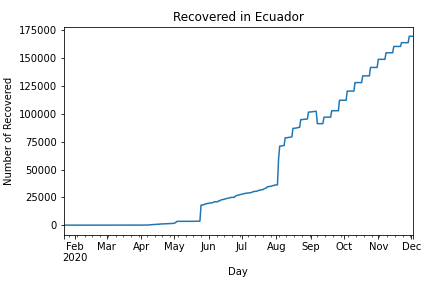 Recovered in Ecuador
175000
150000
125000
100000
75000
50000
25000
0
Number of Recovered
Feb Mar Apr May Jun Jul Aug Sep Oct Nov Dec
2020
Day